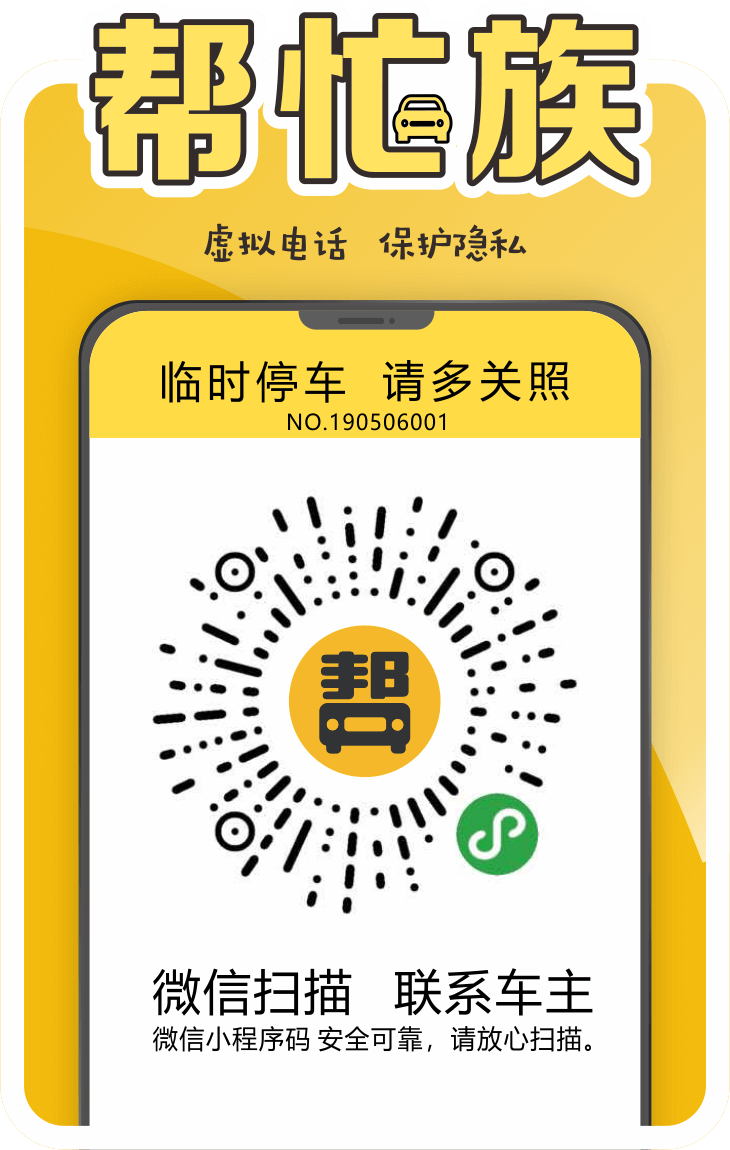 帮忙族
虚拟电话 保护隐私
临时停车 请多关照
NO.190506001
帮
微信扫描 联系车主
微信小程序码 安全可靠，请放心扫描。